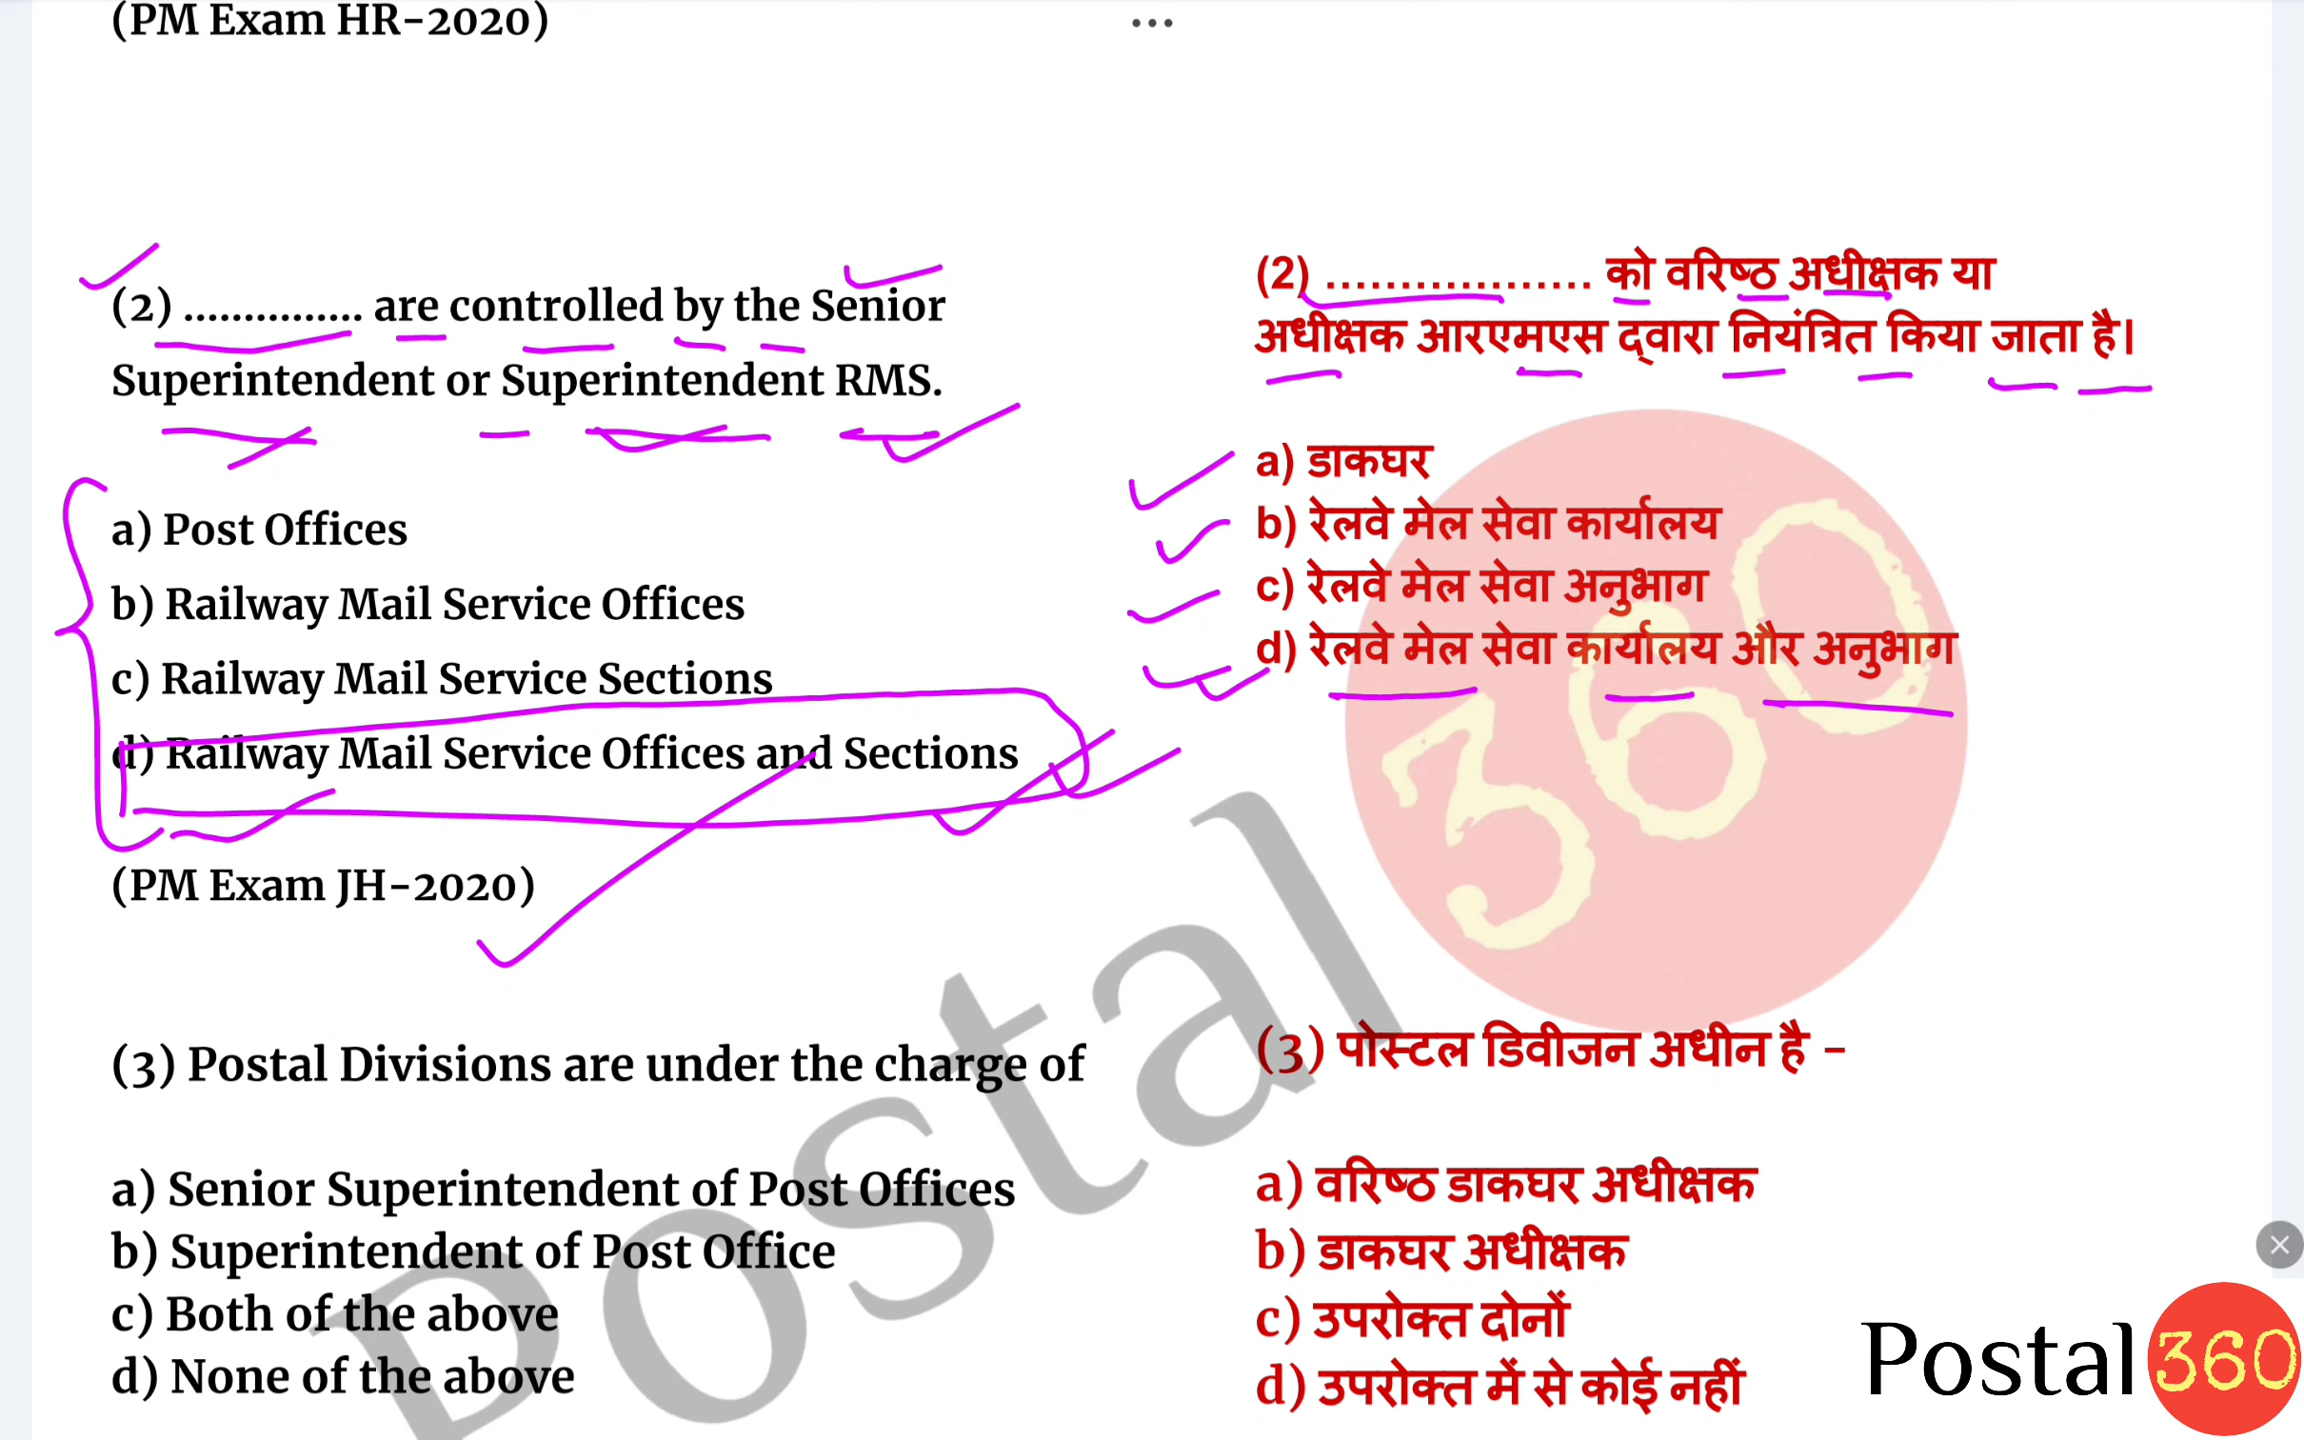 (PM Exam HR-2020)
(2) ............... are controlled by the Senior
Superintendent or Superintendent RMS.
a) Post Offices
b) Railway Mail Service Offices
c) Railway Mail Service Sections
d) Railway Mail Service Offices and Sections
(PM Exam JH-2020)
(3) Postal Divisions are under the charge of
a) Senior Superintendent of Post Offices
b) Superintendent of Post Office
c) Both of the above
d) None of the above
(2) .................. को वरिष्ठ अधीक्षक या
अधीक्षक आरएमएस द्वारा नियंत्रित किया जाता है।
a) डाकघर
b) रेलवे मेल सेवा कार्यालय
c) रेलवे मेल सेवा अनुभाग
d) रेलवे मेल सेवा कार्यालय और अनुभाग
(3) पोस्टल डिवीजन अधीन है -
a) वरिष्ठ डाकघर अधीक्षक
b) डाकघर अधीक्षक
c) उपरोक्त दोनों
d) उपरोक्त में से कोई नहीं
Postal 360
Postal 360